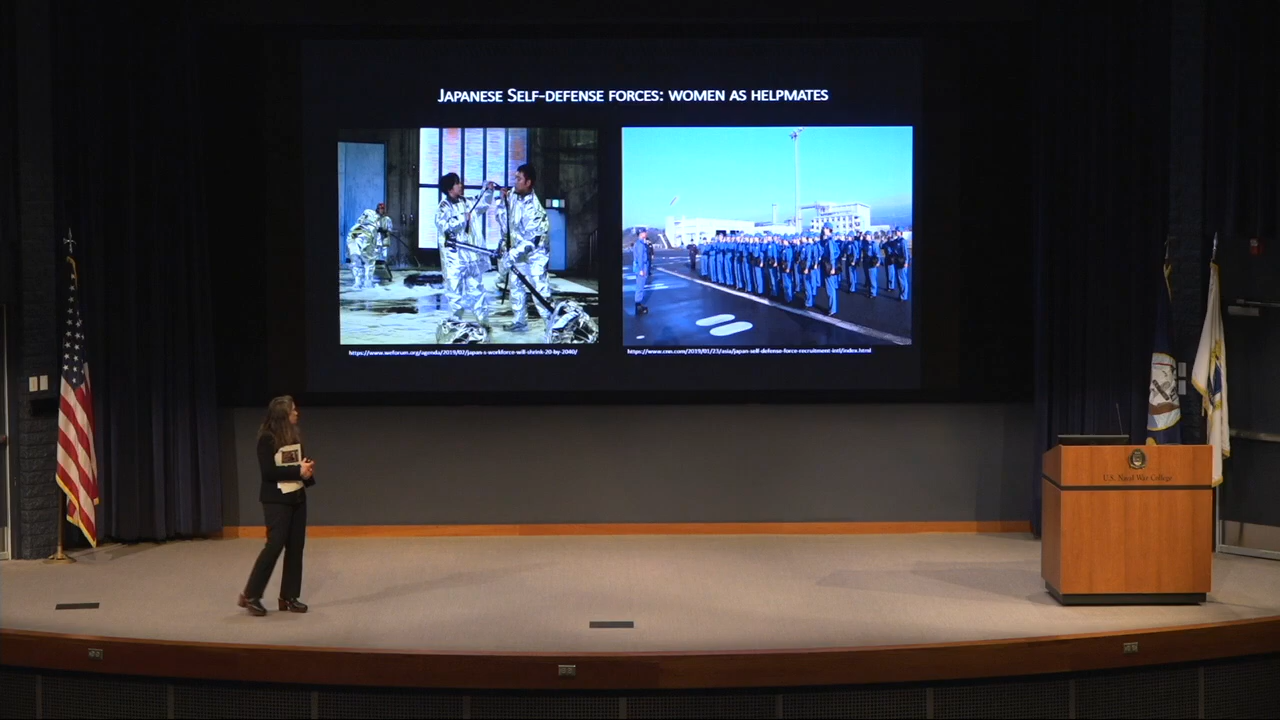 JAPANESE SELF-DEFENSE FORCES: WOMEN AS HELPMATES
https://www.weforum.org/agenda/2019/02/japan-s-workforce-will-shrink-20-by-2040/
https://www.cnn.com/2019/01/23/asia/japan-self-defense-force-recruitment-intl/index.html
U.S. Naval War College